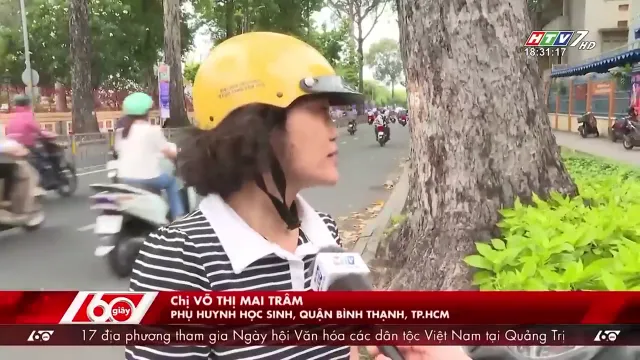 HTV7 HD
18:31:17
HTV
60 giây
Chị VÕ THỊ MAI TRÂM
PHỤ HUYNH HỌC SINH, QUẬN BÌNH THẠNH, TP.HCM
17 địa phương tham gia Ngày hội Văn hóa các dân tộc Việt Nam tại Quảng Trị